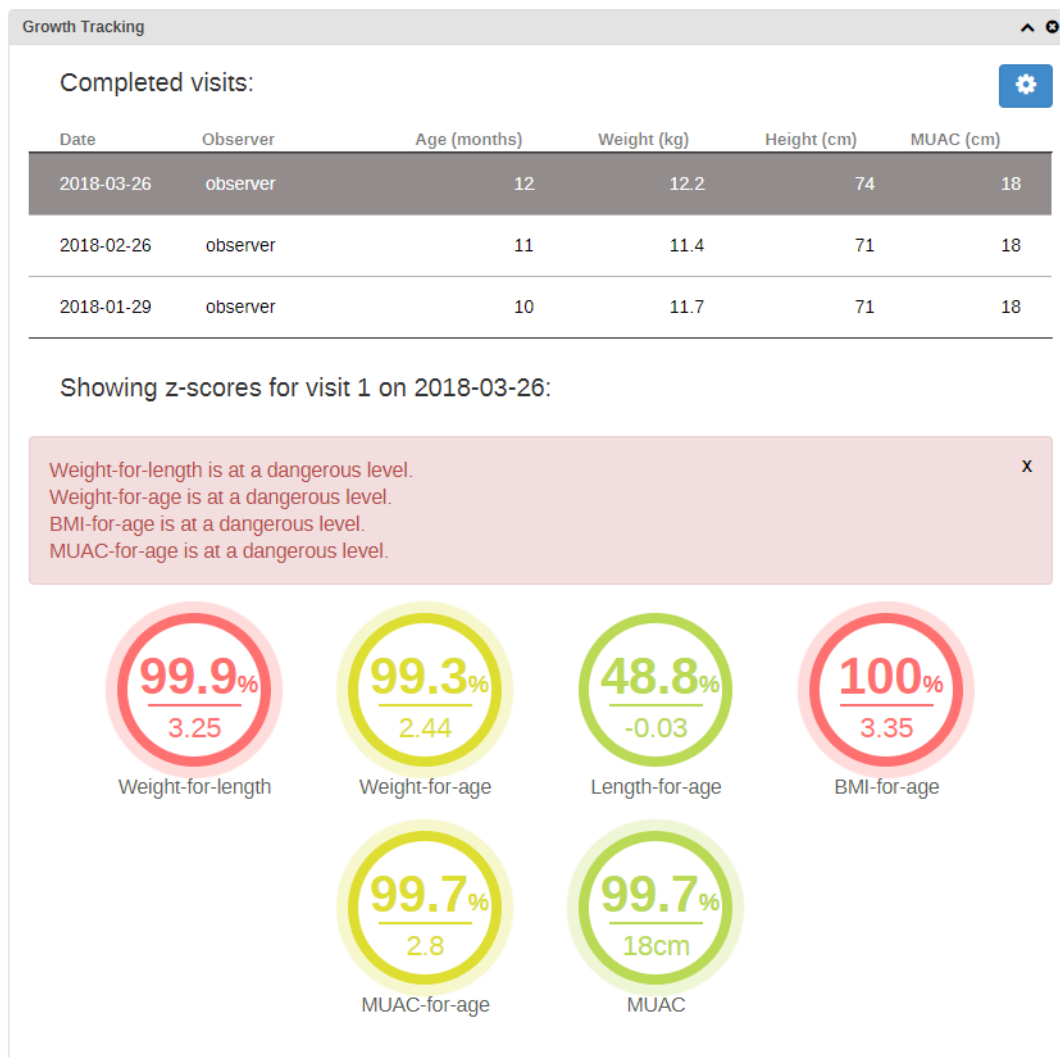 Growth Tracking
Completed visits:
Date Observer Age (months) Weight (kg) Height (cm) MUAC (cm)
2018-03-26 observer 12 12.2 74 18
2018-02-26 observer 11 11.4 71 18
2018-01-29 observer 10 11.7 71 18
Showing z-scores for visit 1 on 2018-03-26:
Weight-for-length is at a dangerous level. x
Weight-for-age is at a dangerous level.
BMI-for-age is at a dangerous level.
MUAC-for-age is at a dangerous level.
99.9% 99.3% 48.8% 100%
3.25 2.44 -0.03 3.35
Weight-for-length Weight-for-age Length-for-age BMI-for-age
99.7% 99.7%
2.8 18cm
MUAC-for-age MUAC